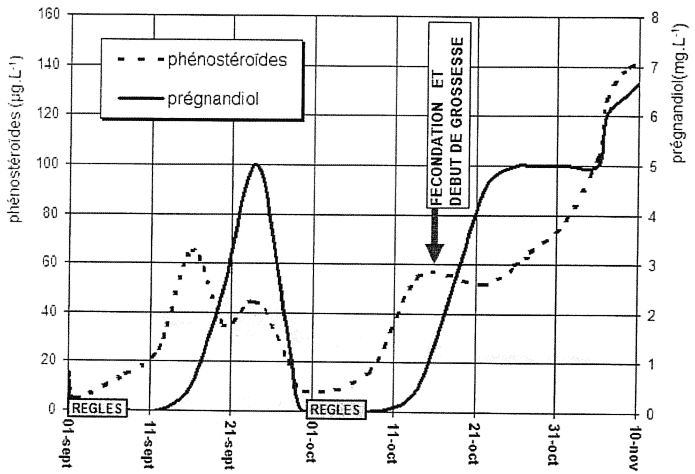 160
140
120
100
80
60
40
20
0
phénostéroïdes (µg.L⁻¹)
phénostéroïdes
prégnandiol
FECONDATION ET
DEBUT DE GROSSESSE
8
7
6
5
4
3
2
1
0
prégnandiol(mg.L⁻¹)
REGLES
REGLES
01-sept
11-sept
21-sept
01-oct
11-oct
21-oct
31-oct
10-nov